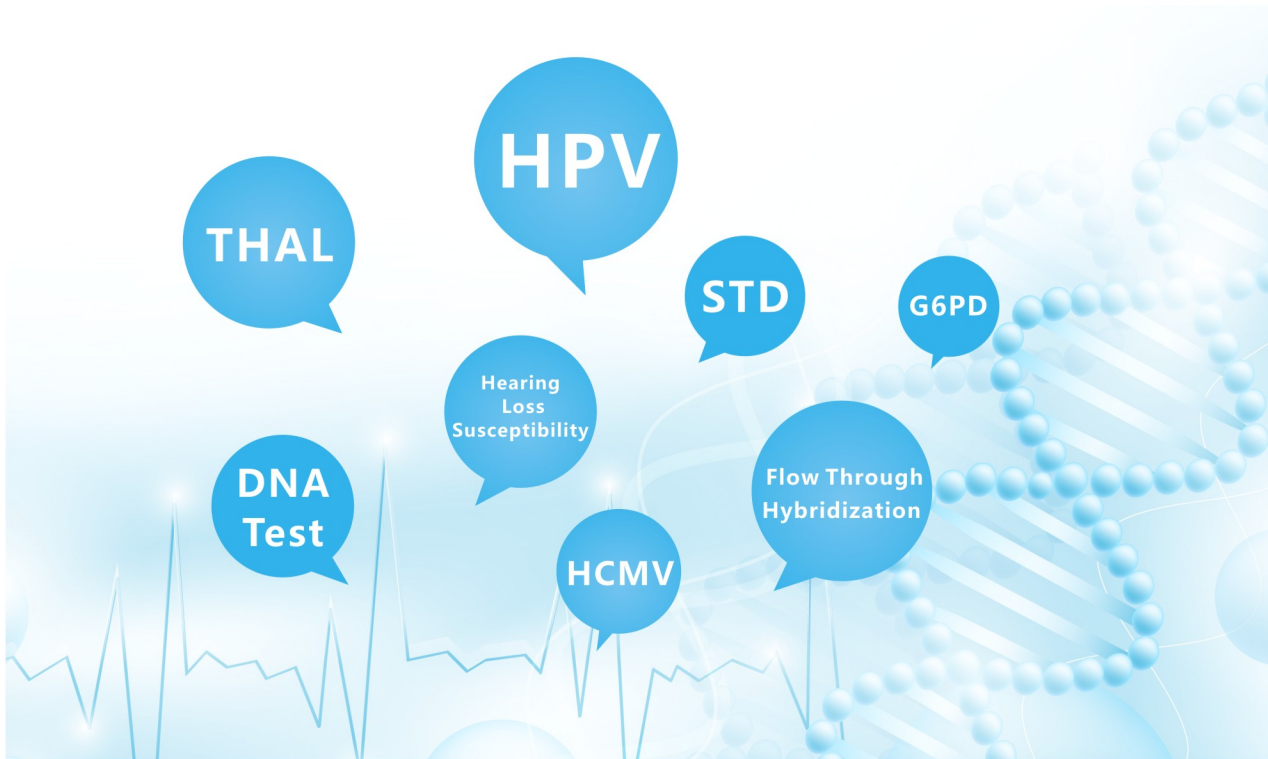 HPV
THAL
STD
G6PD
Hearing
Loss
Susceptibility
DNA
Test
Flow Through
Hybridization
HCMV